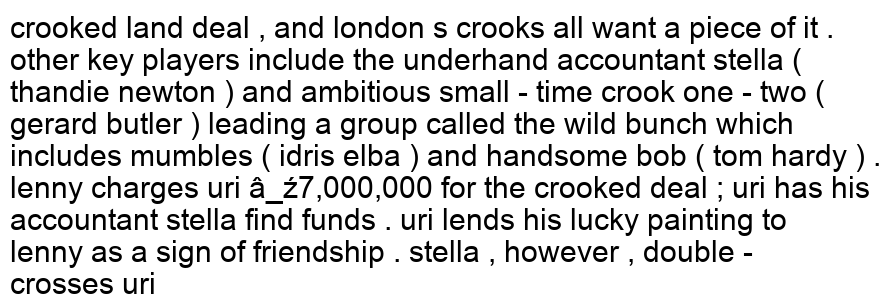 crooked land deal , and london s crooks all want a piece of it .
other key players include the underhand accountant stella (
thandie newton ) and ambitious small - time crook one - two (
gerard butler ) leading a group called the wild bunch which
includes mumbles ( idris elba ) and handsome bob ( tom hardy ) .
lenny charges uri â_ź7,000,000 for the crooked deal ; uri has his
accountant stella find funds . uri lends his lucky painting to
lenny as a sign of friendship . stella , however , double -
crosses uri